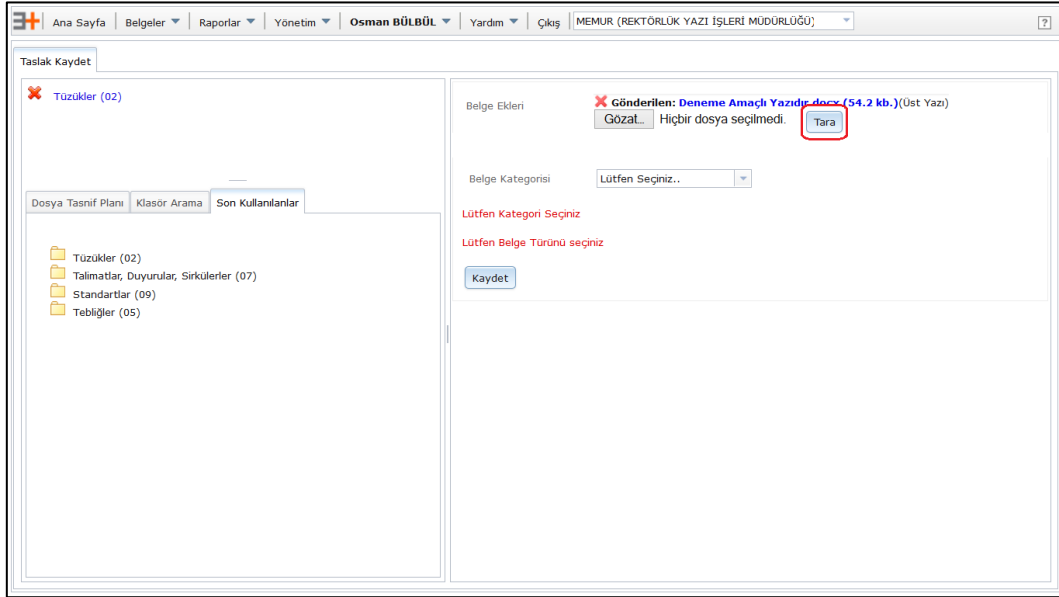 Ana Sayfa Belgeler Raporlar Yönetim Osman BÜLBÜL Yardım Çıkış MEMUR (REKTÖRLÜK YAZI İŞLERİ MÜDÜRLÜĞÜ) ?
Taslak Kaydet
Tüzükler (02)
Dosya Tasnif Planı Klasör Arama Son Kullanılanlar
Tüzükler (02)
Talimatlar, Duyurular, Sirkülerler (07)
Standartlar (09)
Tebliğler (05)
Belge Ekleri
Gönderilen: Deneme Amaçlı Yazıdır.docx (54.2 kb.)(Üst Yazı)
Gözat... Hiçbir dosya seçilmedi. Tara
Belge Kategorisi Lütfen Seçiniz..
Lütfen Kategori Seçiniz
Lütfen Belge Türünü seçiniz
Kaydet